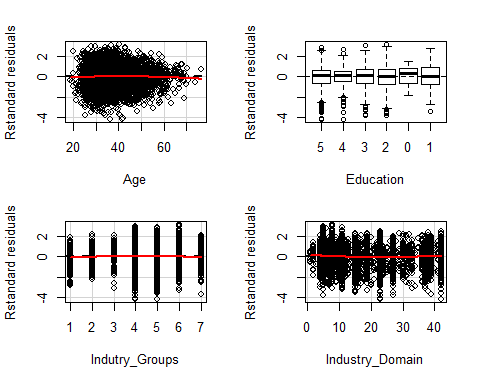 Rstandard residuals
2
0
-4
20 40 60
Age
Rstandard residuals
2
0
-4
5 4 3 2 0 1
Education
Rstandard residuals
2
0
-4
1 2 3 4 5 6 7
Indutry_Groups
Rstandard residuals
2
0
-4
0 10 20 30 40
Industry_Domain